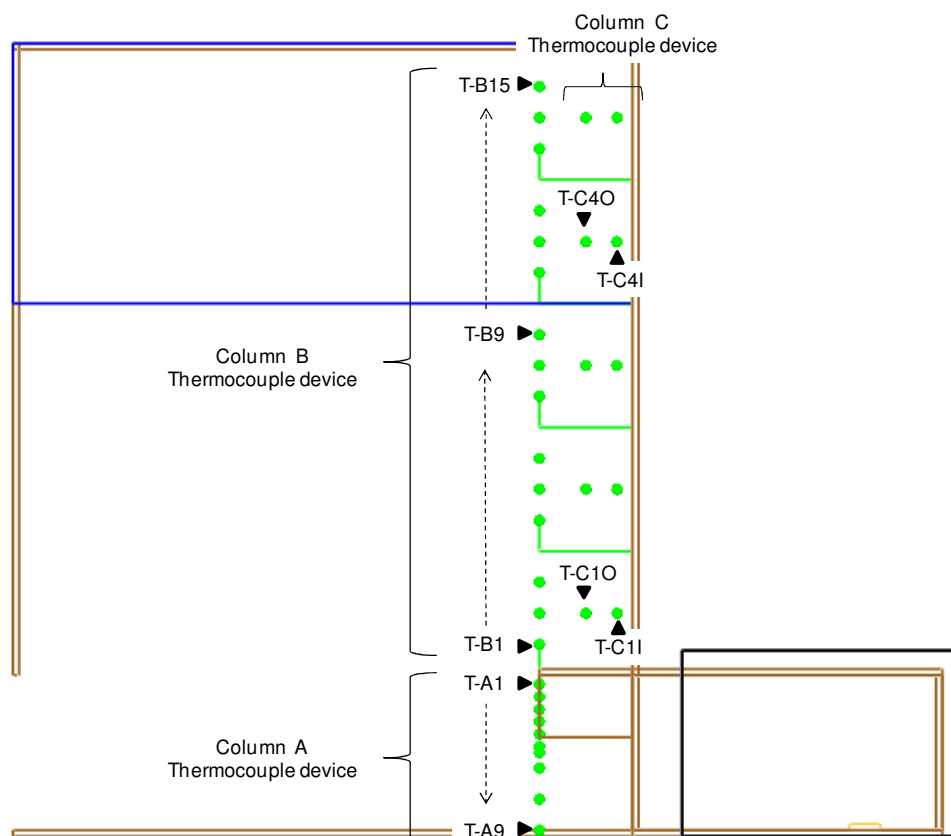 Column C
Thermocouple device
T-B15
T-C4O
T-C4I
T-B9
Column B
Thermocouple device
T-C1O
T-B1
T-C1I
T-A1
Column A
Thermocouple device
T-A9